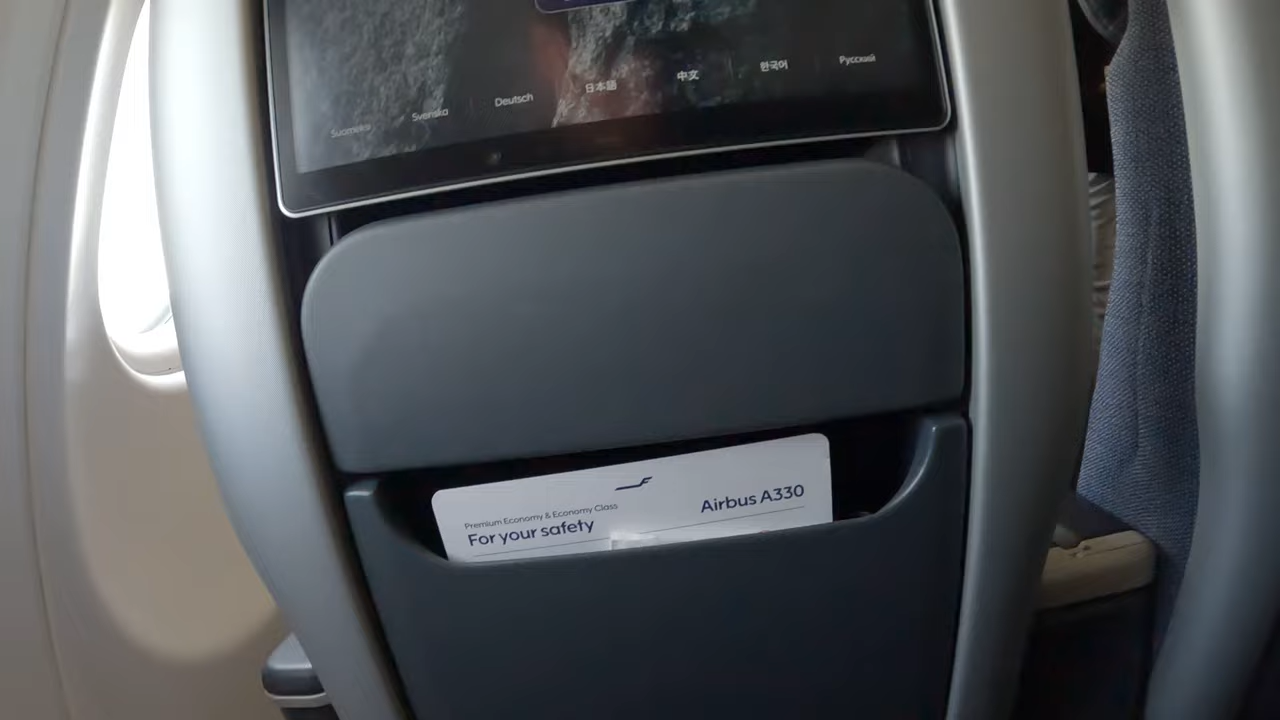 Suomeksi Svenska Deutsch 日本語 中文 한국어 Русский
Premium Economy & Economy Class
For your safety
Airbus A330